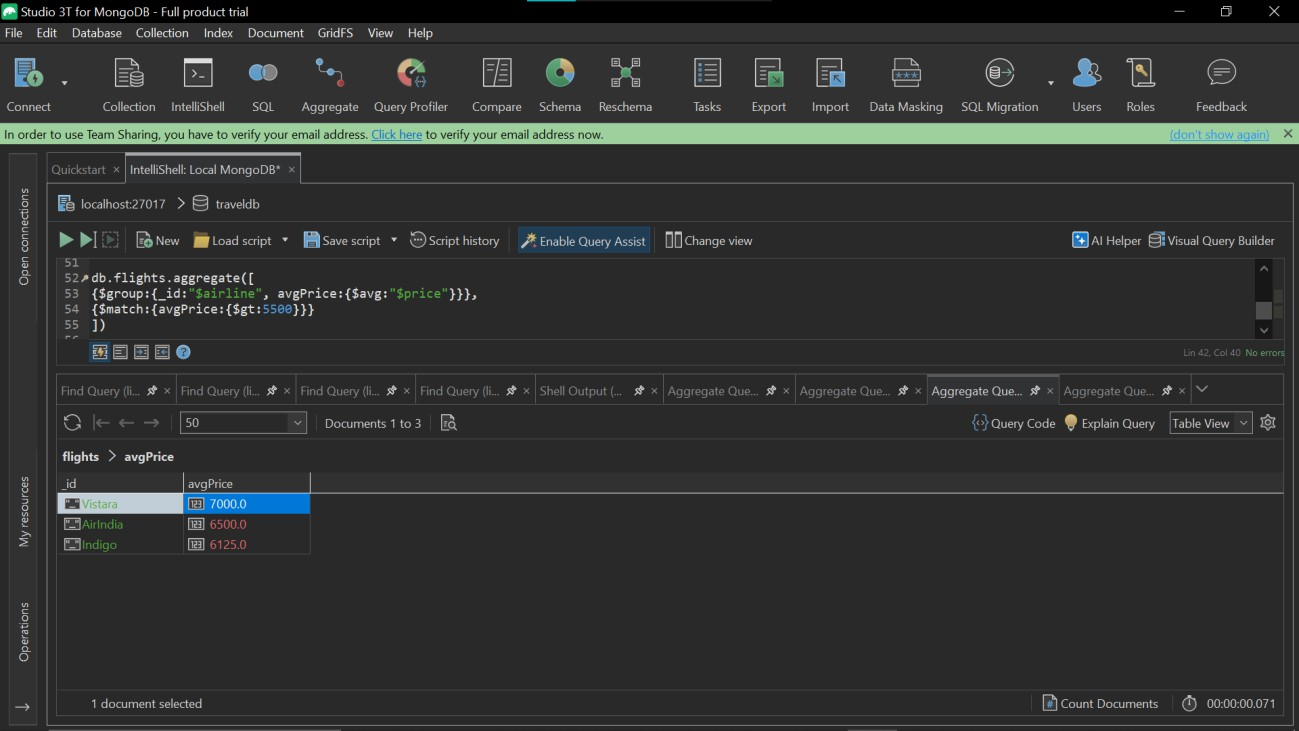 Studio 3T for MongoDB - Full product trial
File Edit Database Collection Index Document GridFS View Help
Connect Collection IntelliShell SQL Aggregate Query Profiler Compare Schema Reschema Tasks Export Import Data Masking SQL Migration Users Roles Feedback
In order to use Team Sharing, you have to verify your email address. Click here to verify your email address now. (don't show again)
Open connections
My resources
Operations
Quickstart IntelliShell: Local MongoDB*
localhost:27017 traveldb
New Load script Save script Script history Enable Query Assist Change view AI Helper Visual Query Builder
51
52 db.flights.aggregate([
53 {$group:{_id:"$airline", avgPrice:{$avg:"$price"}}},
54 {$match:{avgPrice:{$gt:5500}}}
55 ])
Lin 42, Col 40 No errors
Find Query (li... Find Query (li... Find Query (li... Find Query (li... Shell Output (... Aggregate Que... Aggregate Que... Aggregate Que... Aggregate Que...
50 Documents 1 to 3 Query Code Explain Query Table View
flights > avgPrice
_id avgPrice
Vistara 7000.0
AirIndia 6500.0
Indigo 6125.0
1 document selected Count Documents 00:00:00.071